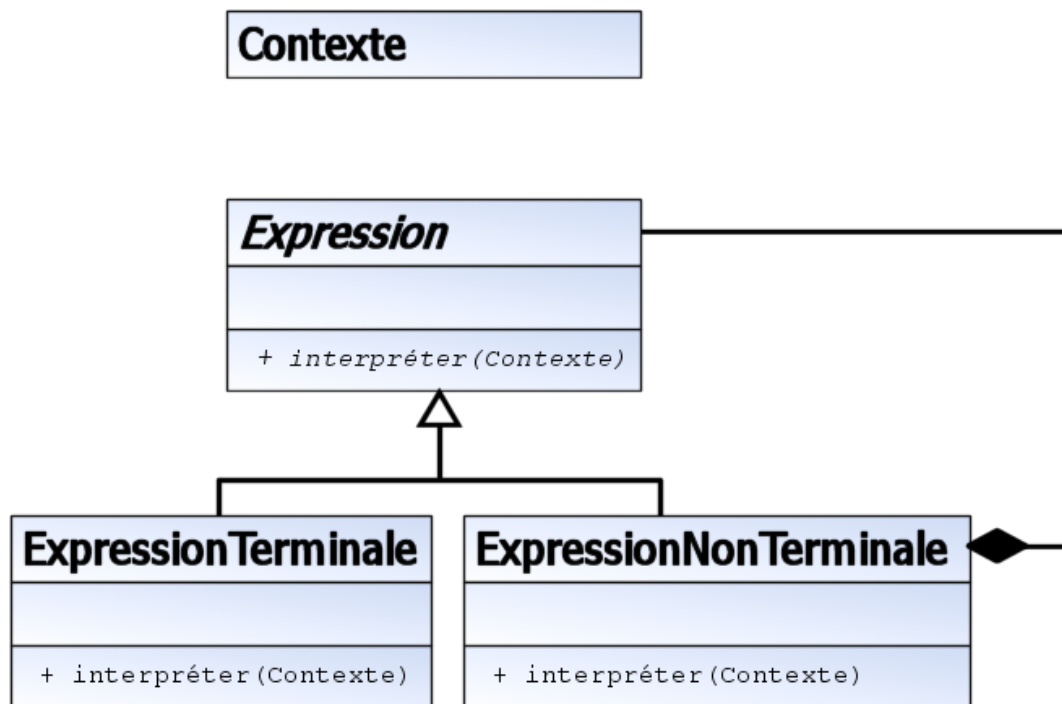 Contexte
Expression
+ interpréter(Contexte)
ExpressionTerminale
+ interpréter(Contexte)
ExpressionNonTerminale
+ interpréter(Contexte)